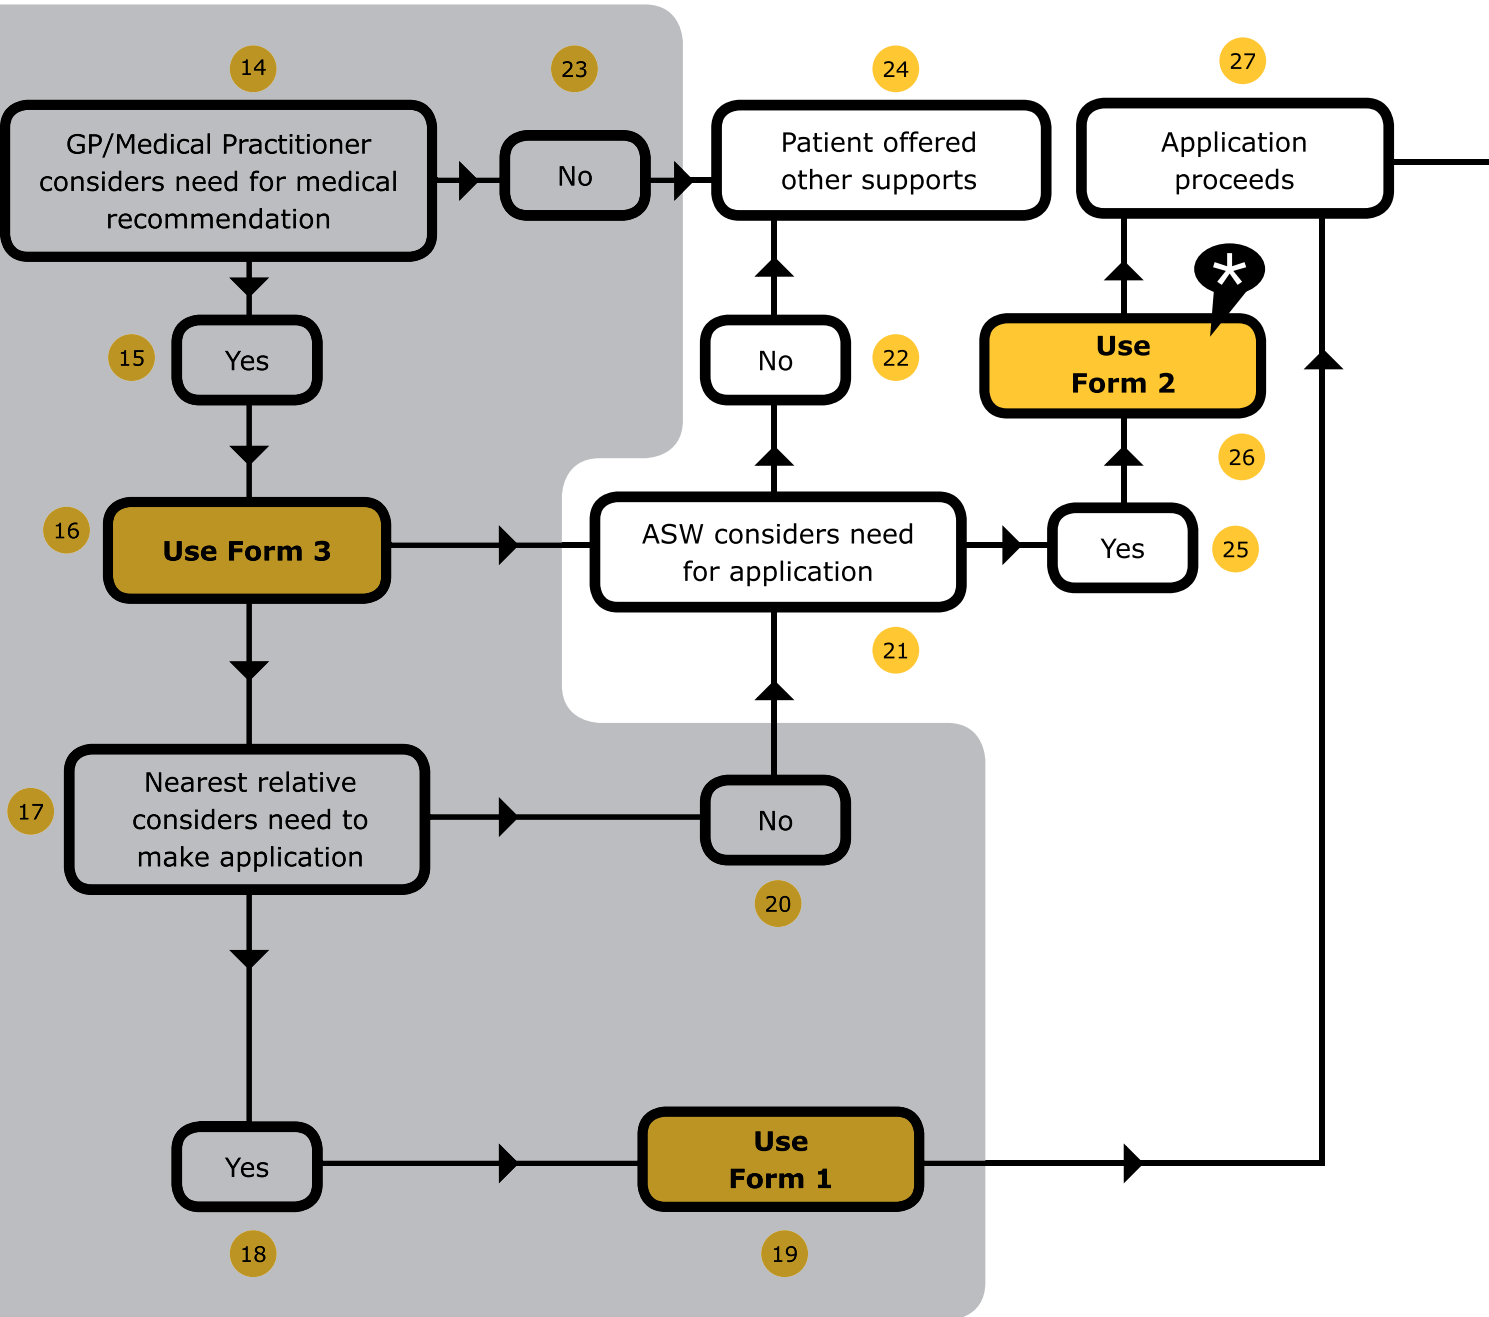 14
GP/Medical Practitioner
considers need for medical
recommendation
23
No
24
Patient offered
other supports
27
Application
proceeds
15
Yes
No
22
*
Use
Form 2
26
16
Use Form 3
ASW considers need
for application
21
Yes
25
17
Nearest relative
considers need to
make application
No
20
Yes
18
Use
Form 1
19